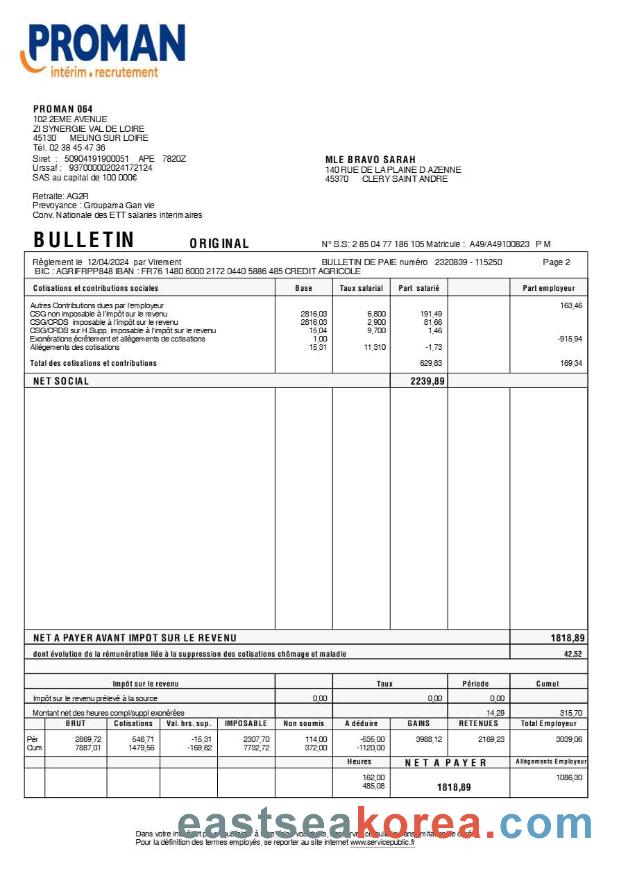 PROMAN
intérim.recrutement
PROMAN 064
102 2EME AVENUE
ZI SYNERGIE VAL DE LOIRE
45130 MEUNG SUR LOIRE
Tél. 02 38 45 47 36
Siret : 50904191900051 APE 7820Z
Urssaf : 937000002024172124
SAS au capital de 100 000€
MLE BRAVO SARAH
140 RUE DE LA PLAINE D AZENNE
45370 CLERY SAINT ANDRE
Retraite: AG2R
Prevoyance : Groupama Gan vie
Conv. Nationale des ETT salaries interimaires
BULLETIN ORIGINAL N° S.S: 2 85 04 77 186 105 Matricule : A49/A49100823 P M
Règlement le 12/04/2024 par Virement BULLETIN DE PAIE numéro 2320839 - 115250 Page 2
BIC : AGRIFRPP848 IBAN : FR76 1480 6000 2172 0440 5886 485 CREDIT AGRICOLE
Cotisations et contributions sociales Base Taux salarial Part salarié Part employeur
Autres Contributions dues par l'employeur 163,46
CSG non imposable à l'impôt sur le revenu 2816,03 6,800 191,49
CSG/CRDS imposable à l'impôt sur le revenu 2816,03 2,900 81,66
CSG/CRDS sur H.Supp. imposable à l'impôt sur le revenu 15,04 9,700 1,46
Exonérations,écrêtement et allègements de cotisations 1,00 -915,94
Allègements des cotisations 15,31 11,310 -1,73
Total des cotisations et contributions 629,83 169,34
NET SOCIAL 2239,89
NET A PAYER AVANT IMPOT SUR LE REVENU 1818,89
dont évolution de la rémunération liée à la suppression des cotisations chômage et maladie 42,52
Impôt sur le revenu Taux Période Cumul
Impôt sur le revenu prélevé à la source 0,00 0,00 0,00
Montant net des heures compl/suppl exonérées 14,29 315,70
BRUT Cotisations Val. hrs. sup. IMPOSABLE Non soumis A déduire GAINS RETENUES Total Employeur
Pér. 2869,72 546,71 -15,31 2307,70 114,00 -535,00 3988,12 2169,23 3039,06
Cum 7887,01 1479,56 -169,82 7732,72 372,00 -1120,00
Heures NET A PAYER Allègements Employeur
162,00 1086,30
485,08 1818,89
eastseakorea.com
Dans votre
Pour la définition des termes employés, se reporter au site internet www.servicepublic.fr